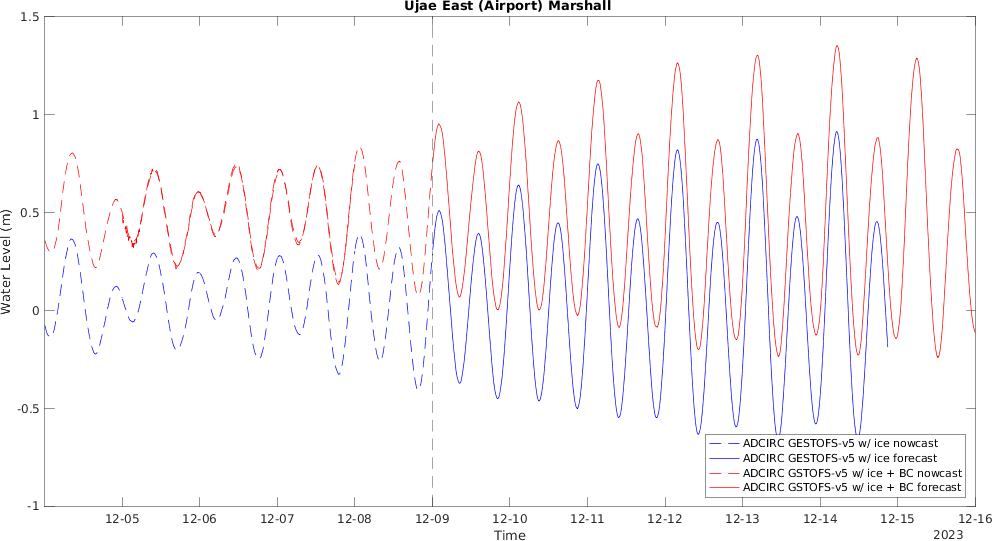 Ujae East (Airport) Marshall
Water Level (m)
1.5
1
0.5
0
-0.5
-1
ADCIRC GESTOFS-v5 w/ ice nowcast
ADCIRC GESTOFS-v5 w/ ice forecast
ADCIRC GSTOFS-v5 w/ ice + BC nowcast
ADCIRC GSTOFS-v5 w/ ice + BC forecast
12-05 12-06 12-07 12-08 12-09 12-10 12-11 12-12 12-13 12-14 12-15 12-16
Time
2023